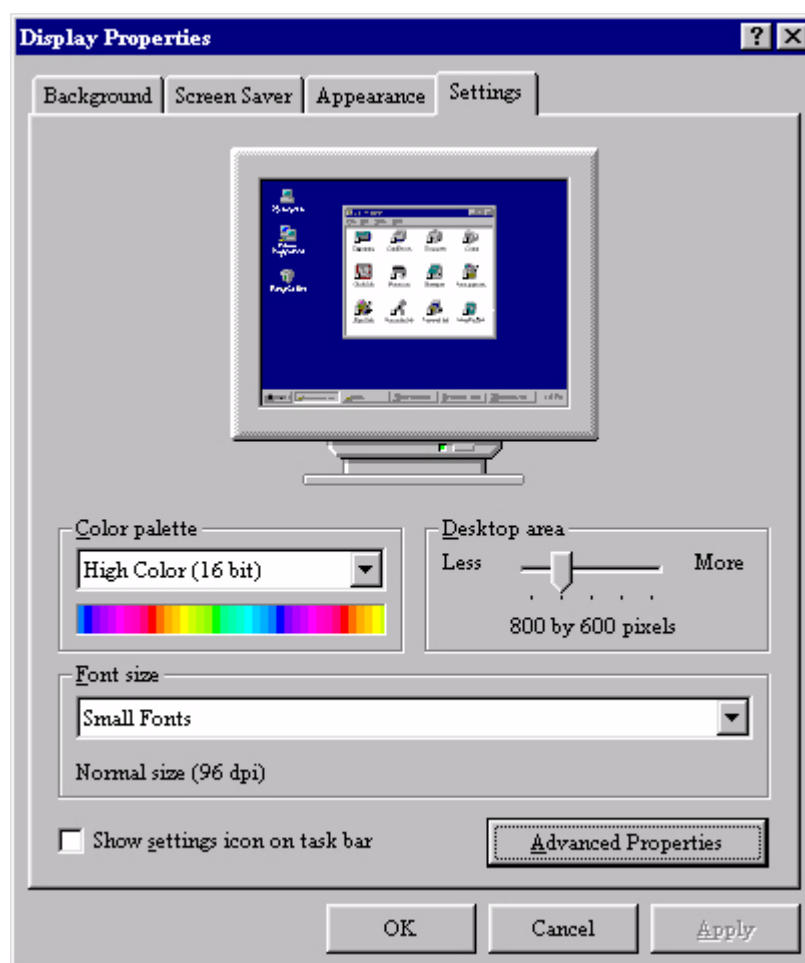 Display Properties
Background Screen Saver Appearance Settings
Color palette
High Color (16 bit)
Desktop area
Less More
800 by 600 pixels
Font size
Small Fonts
Normal size (96 dpi)
Show settings icon on task bar
Advanced Properties
OK Cancel Apply